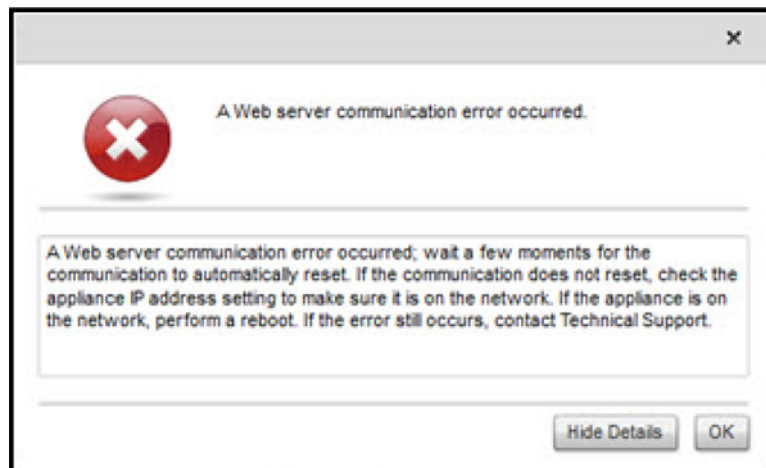 A Web server communication error occurred.
A Web server communication error occurred; wait a few moments for the
communication to automatically reset. If the communication does not reset, check the
appliance IP address setting to make sure it is on the network. If the appliance is on
the network, perform a reboot. If the error still occurs, contact Technical Support.
Hide Details OK